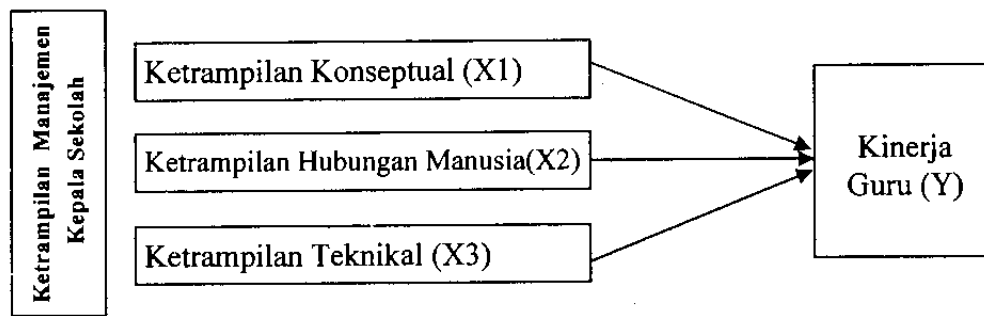 Ketrampilan Manajemen
Kepala Sekolah
Ketrampilan Konseptual (X1)
Ketrampilan Hubungan Manusia(X2)
Ketrampilan Teknikal (X3)
Kinerja
Guru (Y)